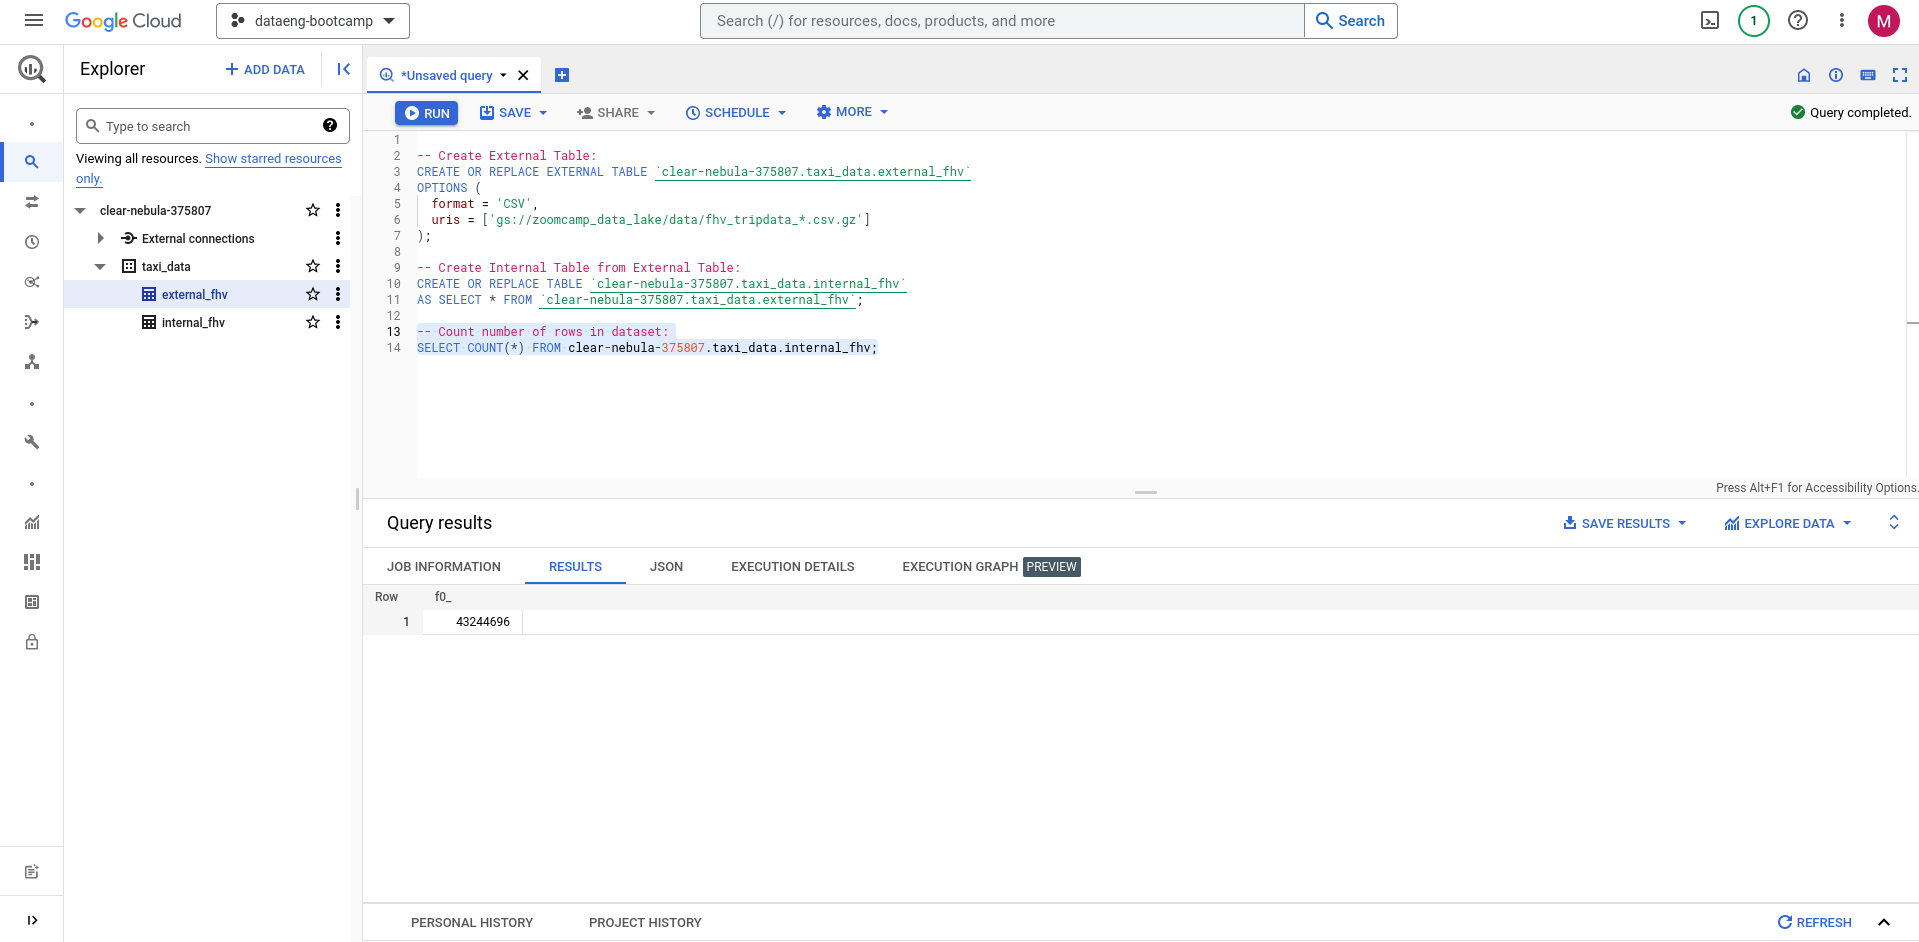 Google Cloud
dataeng-bootcamp
Search (/) for resources, docs, products, and more
Search
1
M
Explorer
ADD DATA
*Unsaved query
RUN
SAVE
SHARE
SCHEDULE
MORE
Query completed.
Type to search
Viewing all resources. Show starred resources
only.
clear-nebula-375807
External connections
taxi_data
external_fhv
internal_fhv
1
2 -- Create External Table:
3 CREATE OR REPLACE EXTERNAL TABLE `clear-nebula-375807.taxi_data.external_fhv`
4 OPTIONS (
5 format = 'CSV',
6 uris = ['gs://zoomcamp_data_lake/data/fhv_tripdata_*.csv.gz']
7 );
8
9 -- Create Internal Table from External Table:
10 CREATE OR REPLACE TABLE `clear-nebula-375807.taxi_data.internal_fhv`
11 AS SELECT * FROM `clear-nebula-375807.taxi_data.external_fhv`;
12
13 -- Count number of rows in dataset:
14 SELECT COUNT(*) FROM clear-nebula-375807.taxi_data.internal_fhv;
Press Alt+F1 for Accessibility Options.
Query results
SAVE RESULTS
EXPLORE DATA
JOB INFORMATION
RESULTS
JSON
EXECUTION DETAILS
EXECUTION GRAPH PREVIEW
Row f0_
1 43244696
PERSONAL HISTORY
PROJECT HISTORY
REFRESH